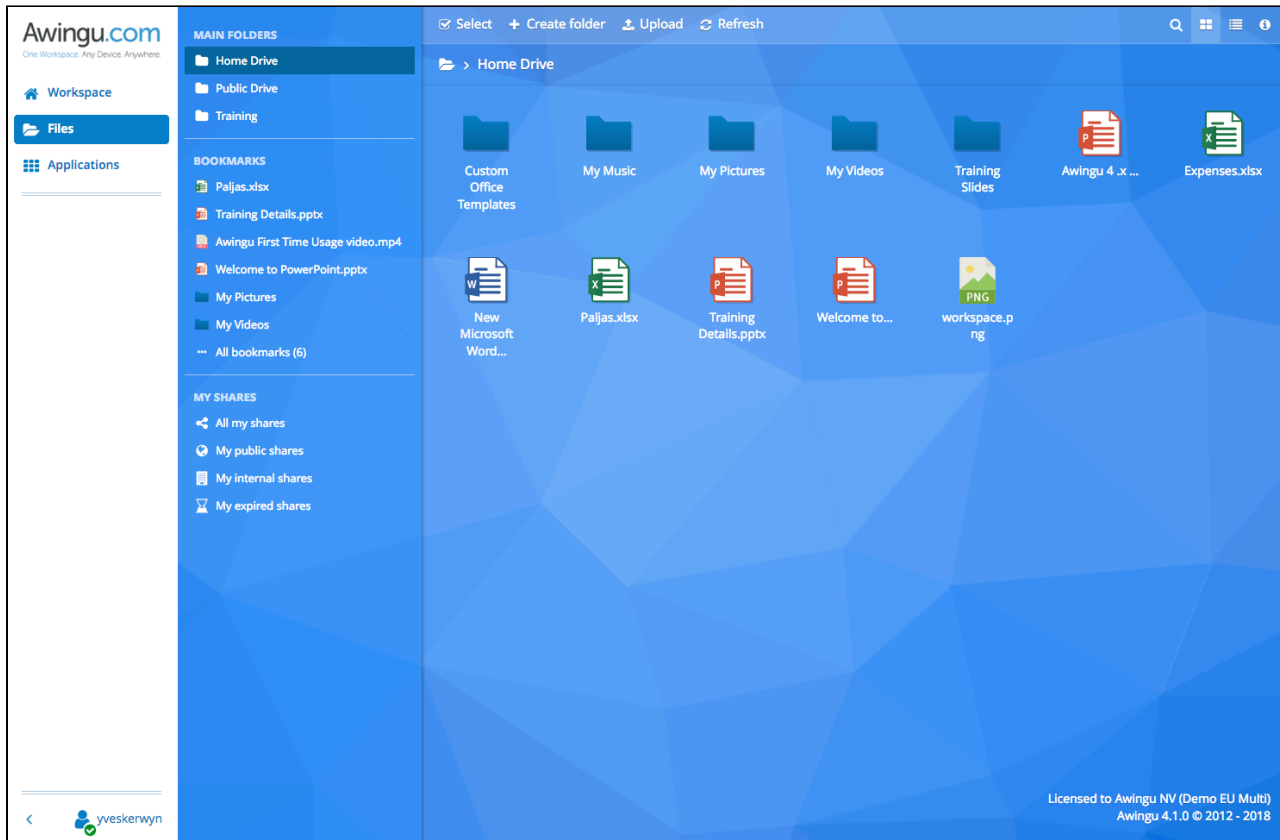 Awingu.com
One Workspace. Any Device. Anywhere.
Workspace
Files
Applications
yveskerwyn
MAIN FOLDERS
Home Drive
Public Drive
Training
BOOKMARKS
Paljas.xlsx
Training Details.pptx
Awingu First Time Usage video.mp4
Welcome to PowerPoint.pptx
My Pictures
My Videos
All bookmarks (6)
MY SHARES
All my shares
My public shares
My internal shares
My expired shares
Select + Create folder Upload Refresh
> Home Drive
Custom
Office
Templates
My Music
My Pictures
My Videos
Training
Slides
Awingu 4 .x ...
Expenses.xlsx
New
Microsoft
Word...
Paljas.xlsx
Training
Details.pptx
Welcome to...
PNG
workspace.p
ng
Licensed to Awingu NV (Demo EU Multi)
Awingu 4.1.0 © 2012 - 2018